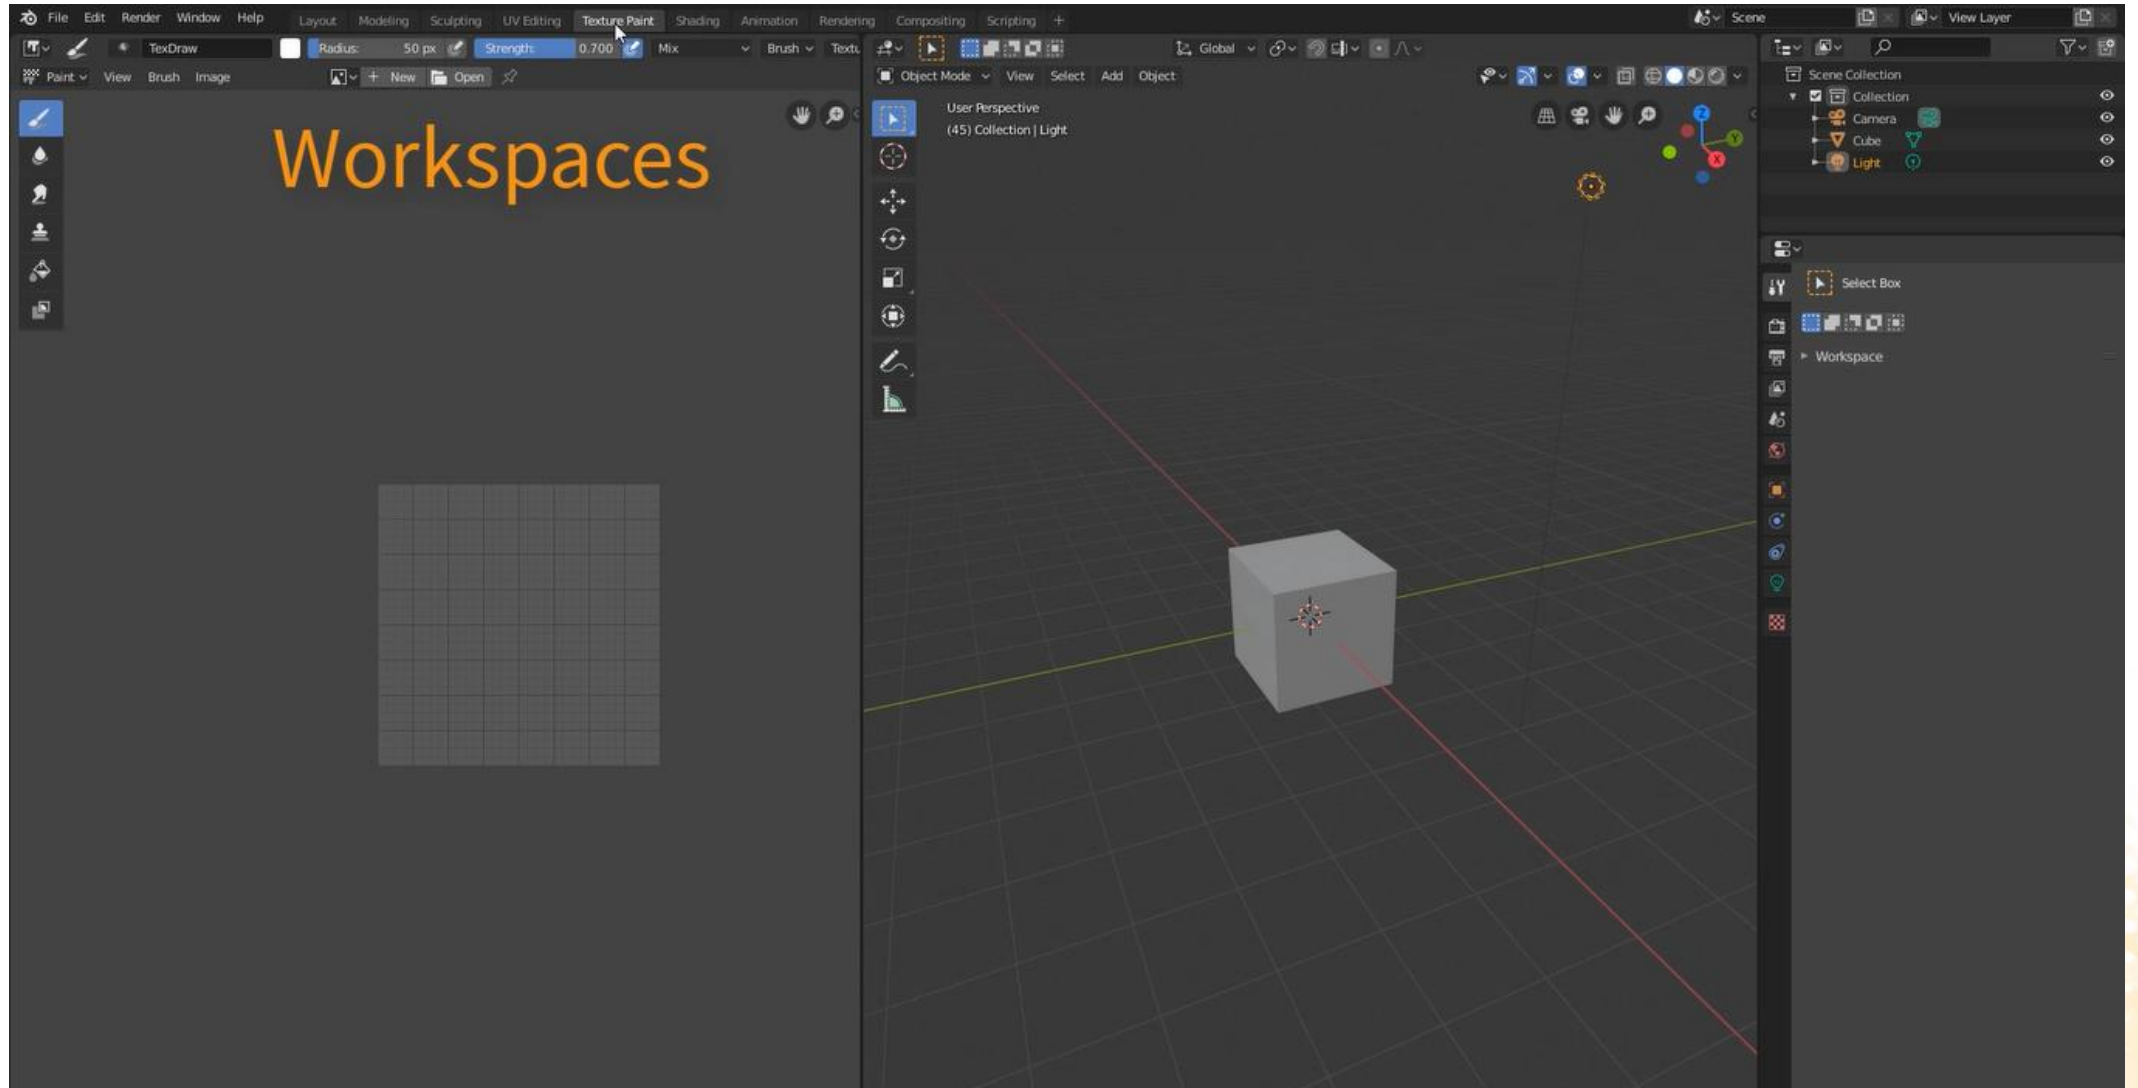 File Edit Render Window Help Layout Modeling Sculpting UV Editing Texture Paint Shading Animation Rendering Compositing Scripting + Scene View Layer
TexDraw Radius: 50 px Strength: 0.700 Mix Brush Textu Global
Paint View Brush Image + New Open Object Mode View Select Add Object
Workspaces
User Perspective
(45) Collection | Light
Z
Y
X
Scene Collection
Collection
Camera
Cube
Light
Select Box
Workspace